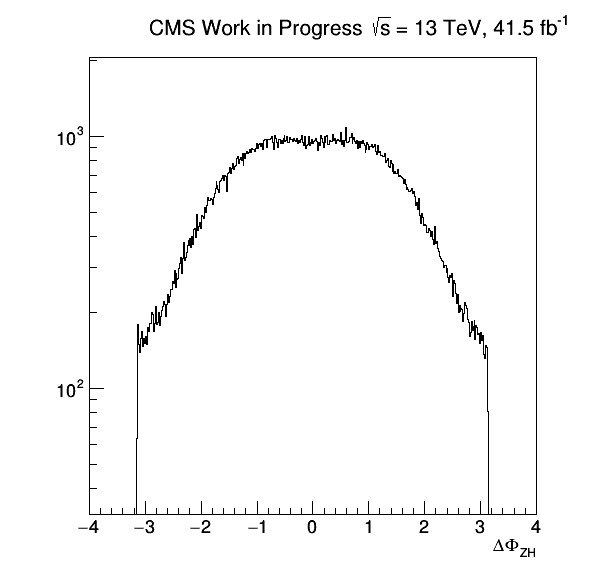 CMS Work in Progress √s = 13 TeV, 41.5 fb⁻¹
10³
10²
−4 −3 −2 −1 0 1 2 3 4
ΔΦ_ZH